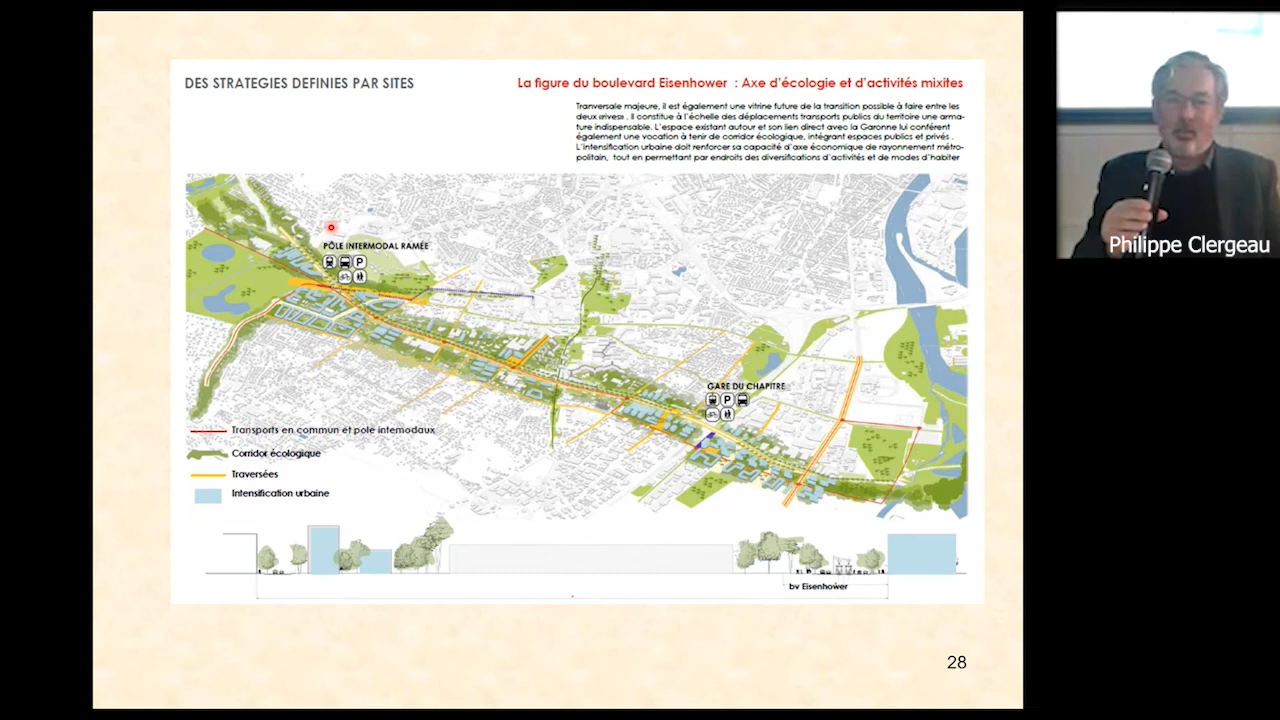 DES STRATEGIES DEFINIES PAR SITES
La figure du boulevard Eisenhower : Axe d'écologie et d'activités mixites
Tranversale majeure, il est également une vitrine future de la transition possible à faire entre les
deux «rives» . Il constitue à l'échelle des déplacements transports publics du territoire une arma-
ture indispensable. L'espace existant autour et son lien direct avec la Garonne lui confèrent
également une vocation à tenir de corridor écologique, intégrant espaces publics et privés .
L'intensification urbaine doit renforcer sa capacité d'axe économique de rayonnement métro-
politain, tout en permettant par endroits des diversifications d'activités et de modes d'habiter
PÔLE INTERMODAL RAMÉE
P
GARE DU CHAPITRE
P
Transports en commun et pole intemodaux
Corridor écologique
Traversées
Intensification urbaine
bv Eisenhower
28
Philippe Clergeau